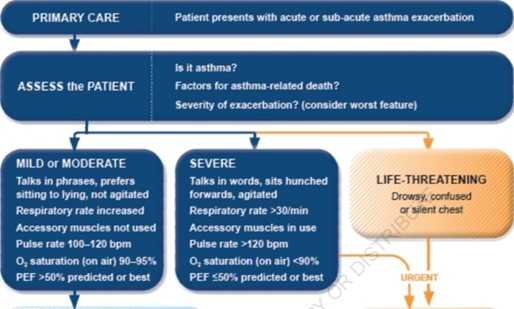 PRIMARY CARE
Patient presents with acute or sub-acute asthma exacerbation
ASSESS the PATIENT
Is it asthma?
Factors for asthma-related death?
Severity of exacerbation? (consider worst feature)
MILD or MODERATE
Talks in phrases, prefers
sitting to lying, not agitated
Respiratory rate increased
Accessory muscles not used
Pulse rate 100–120 bpm
O₂ saturation (on air) 90–95%
PEF >50% predicted or best
SEVERE
Talks in words, sits hunched
forwards, agitated
Respiratory rate >30/min
Accessory muscles in use
Pulse rate >120 bpm
O₂ saturation (on air) <90%
PEF ≤50% predicted or best
LIFE-THREATENING
Drowsy, confused
or silent chest
URGENT
OR